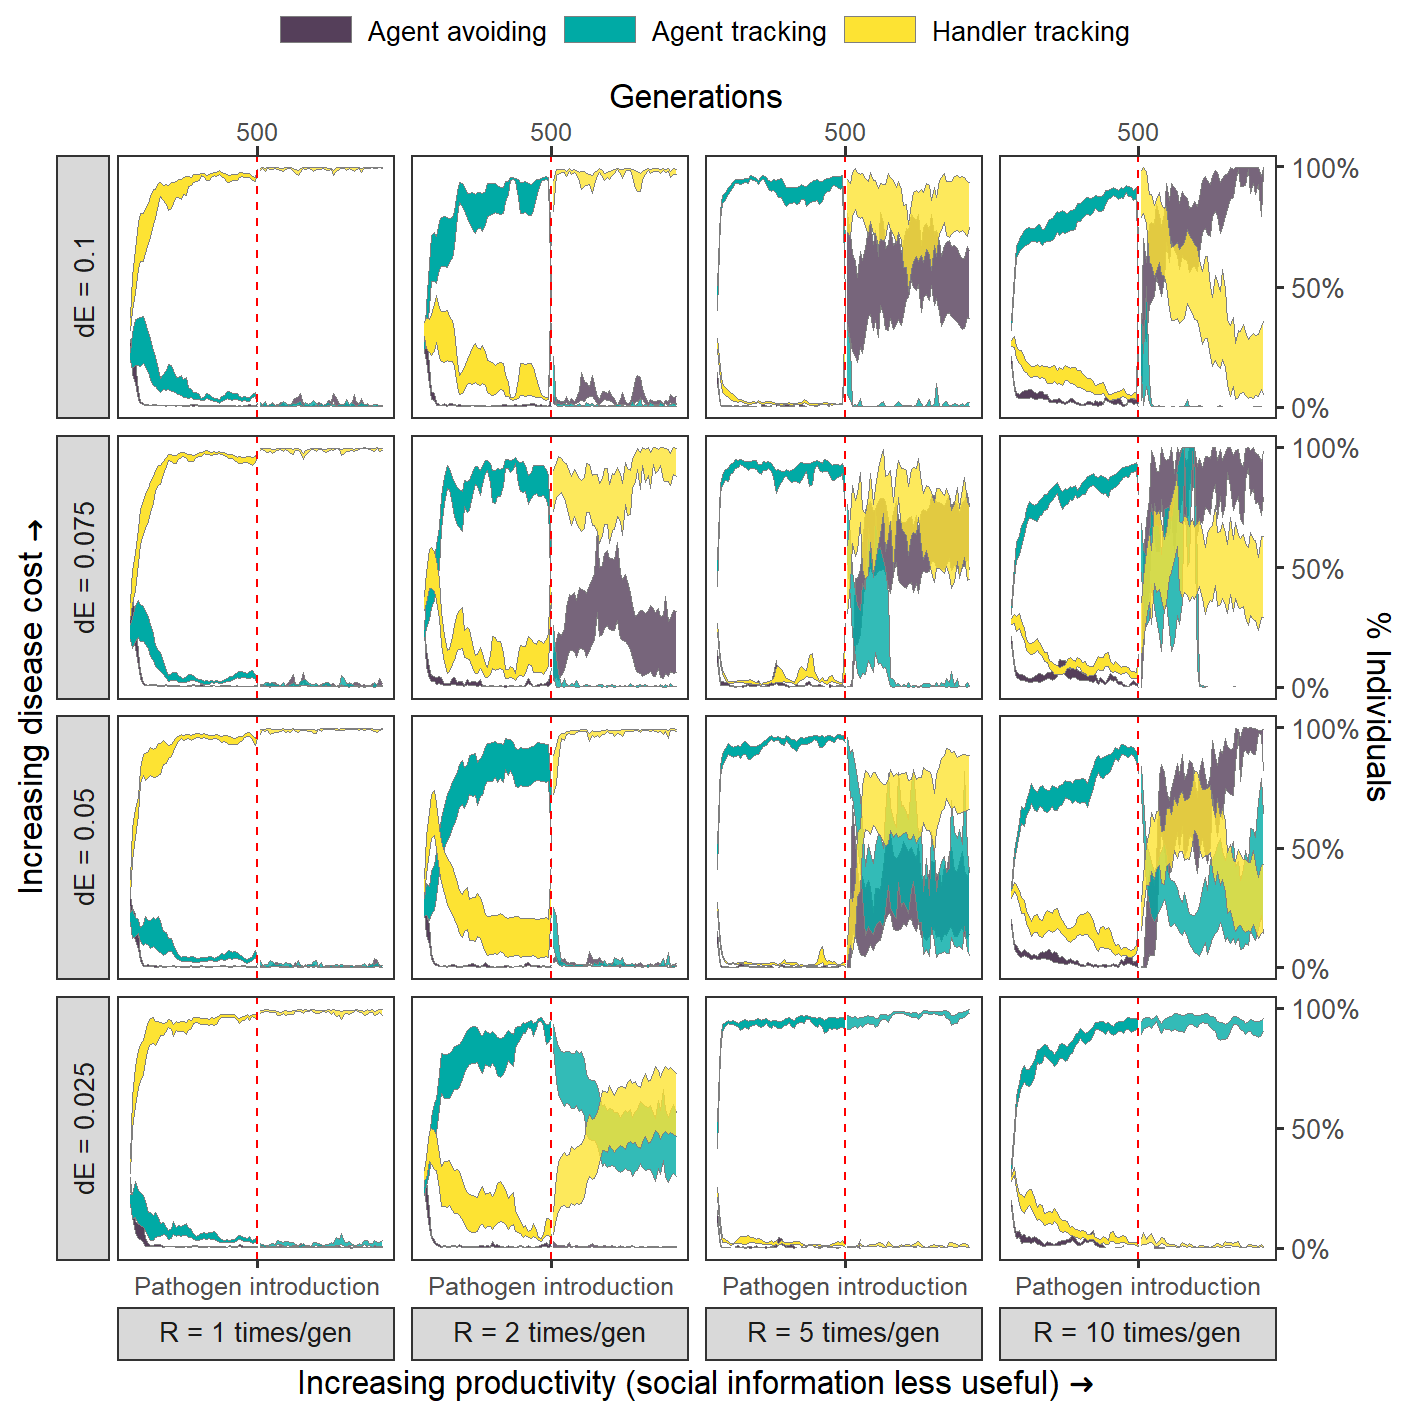 Agent avoiding Agent tracking Handler tracking
Generations
500 500 500 500
dE = 0.1
100%
50%
0%
dE = 0.075
100%
50%
0%
dE = 0.05
100%
50%
0%
dE = 0.025
100%
50%
0%
Increasing disease cost →
% Individuals
Pathogen introduction Pathogen introduction Pathogen introduction Pathogen introduction
R = 1 times/gen R = 2 times/gen R = 5 times/gen R = 10 times/gen
Increasing productivity (social information less useful) →